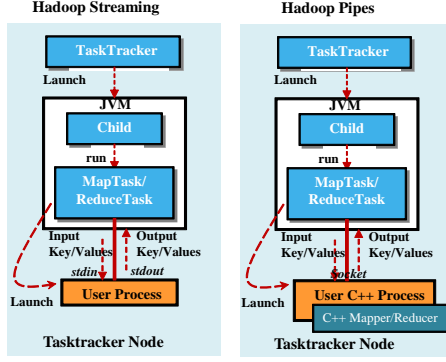 Hadoop Streaming
TaskTracker
Launch
JVM
Child
run
MapTask/
ReduceTask
Input
Key/Values
Output
Key/Values
stdin
stdout
Launch
User Process
Tasktracker Node
Hadoop Pipes
TaskTracker
Launch
JVM
Child
run
MapTask/
ReduceTask
Input
Key/Values
Output
Key/Values
socket
Launch
User C++ Process
C++ Mapper/Reducer
Tasktracker Node